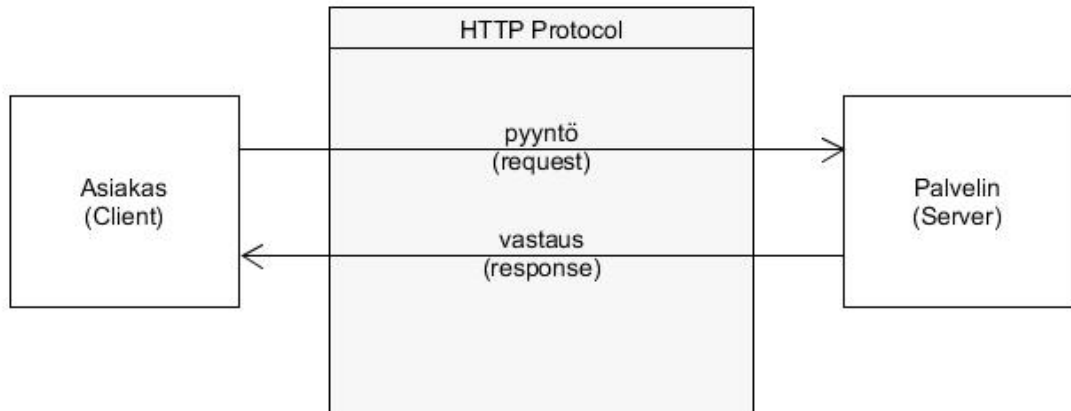 HTTP Protocol
pyyntö
(request)
Asiakas
(Client)
Palvelin
(Server)
vastaus
(response)